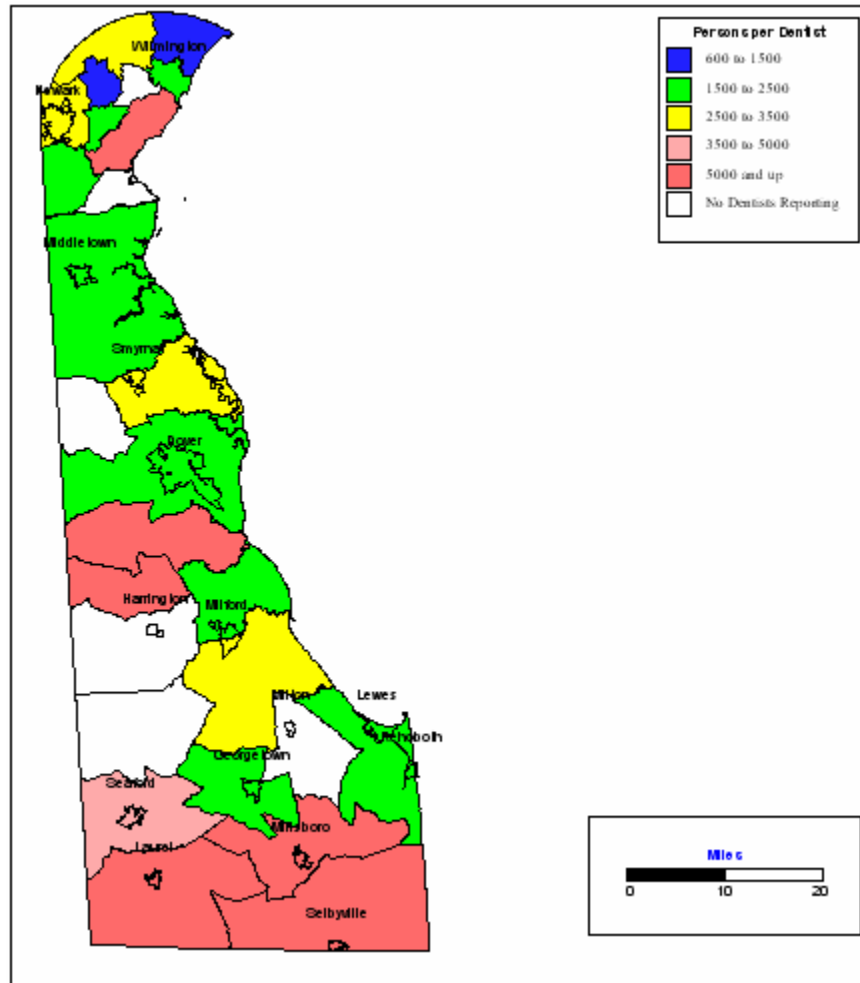 Persons per Dentist
600 to 1500
1500 to 2500
2500 to 3500
3500 to 5000
5000 and up
No Dentists Reporting
Wilmington
Newark
Middletown
Smyrna
Dover
Harrington
Milford
Milton
Lewes
Rehoboth
Georgetown
Seaford
Millsboro
Laurel
Selbyville
Miles
0 10 20